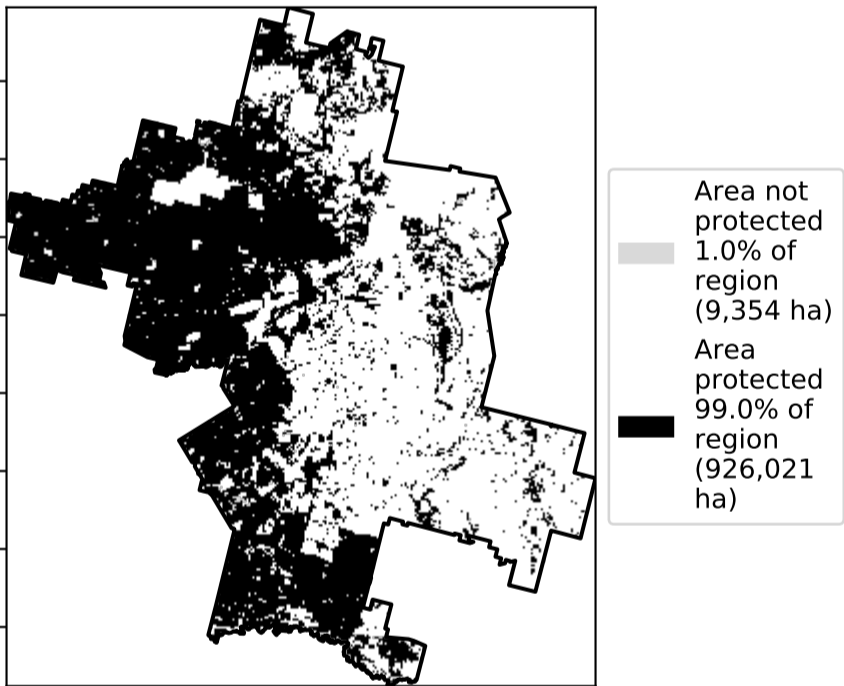 Area not
protected
1.0% of
region
(9,354 ha)
Area
protected
99.0% of
region
(926,021
ha)